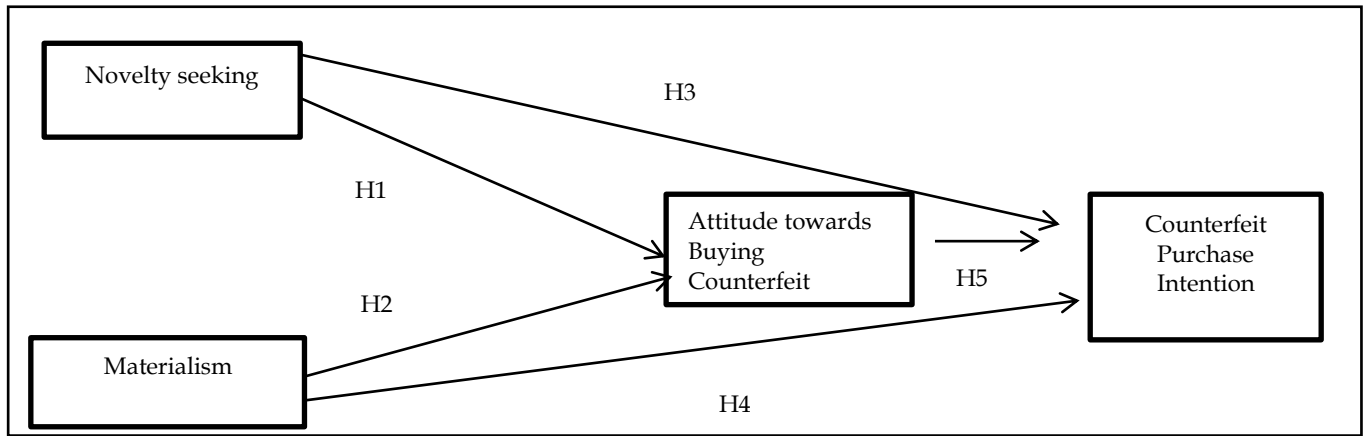 Novelty seeking
H3
H1
Attitude towards
Buying
Counterfeit
Counterfeit
Purchase
Intention
H5
H2
Materialism
H4